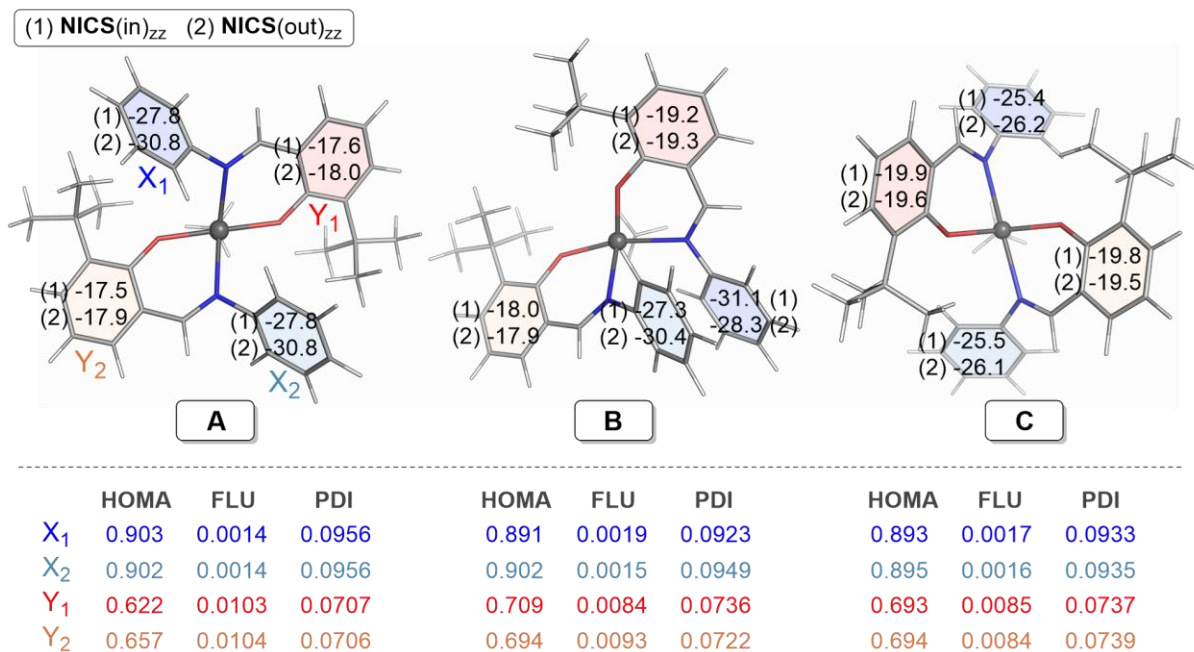 (1) NICS(in)zz (2) NICS(out)zz
(1) -27.8
(2) -30.8
X1
(1) -17.6
(2) -18.0
Y1
(1) -17.5
(2) -17.9
Y2
(1) -27.8
(2) -30.8
X2
A
(1) -19.2
(2) -19.3
(1) -18.0
(2) -17.9
(1) -27.3
(2) -30.4
-31.1 (1)
-28.3 (2)
B
(1) -25.4
(2) -26.2
(1) -19.9
(2) -19.6
(1) -19.8
(2) -19.5
(1) -25.5
(2) -26.1
C
HOMA FLU PDI HOMA FLU PDI HOMA FLU PDI
X1 0.903 0.0014 0.0956 0.891 0.0019 0.0923 0.893 0.0017 0.0933
X2 0.902 0.0014 0.0956 0.902 0.0015 0.0949 0.895 0.0016 0.0935
Y1 0.622 0.0103 0.0707 0.709 0.0084 0.0736 0.693 0.0085 0.0737
Y2 0.657 0.0104 0.0706 0.694 0.0093 0.0722 0.694 0.0084 0.0739